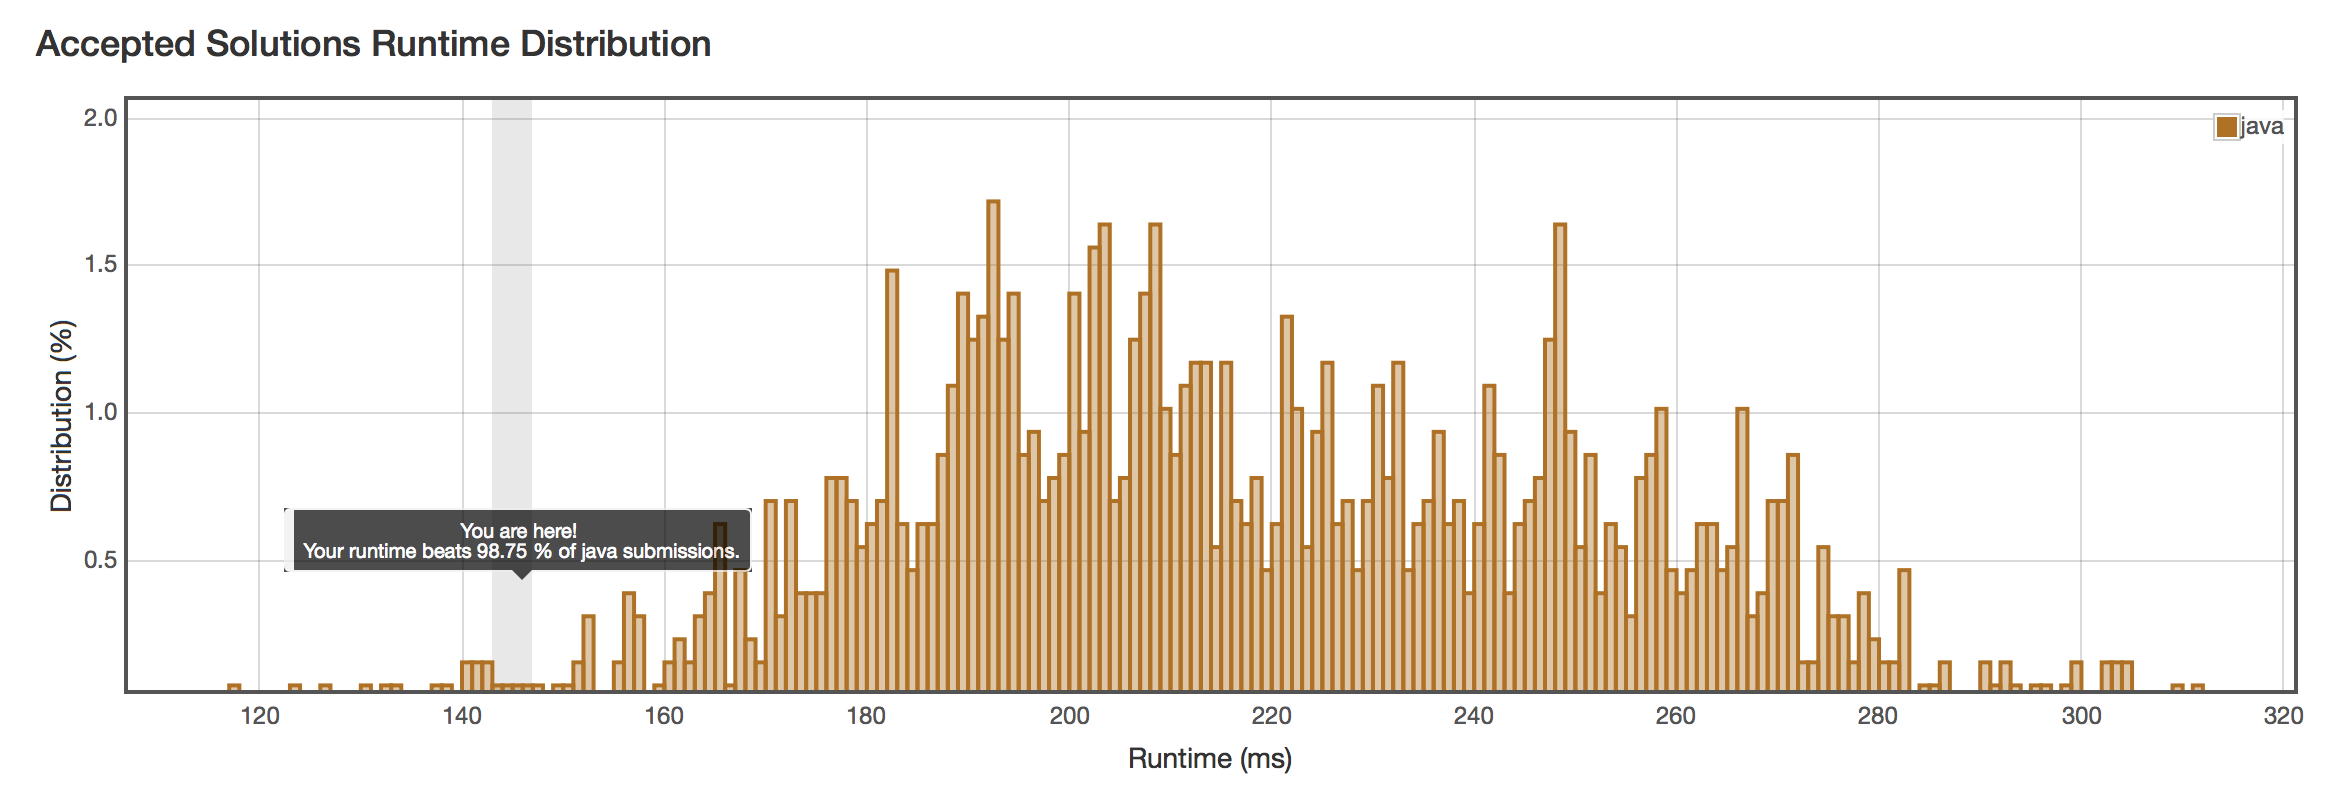 Accepted Solutions Runtime Distribution
2.0
1.5
1.0
0.5
Distribution (%)
java
You are here!
Your runtime beats 98.75 % of java submissions.
120 140 160 180 200 220 240 260 280 300 320
Runtime (ms)